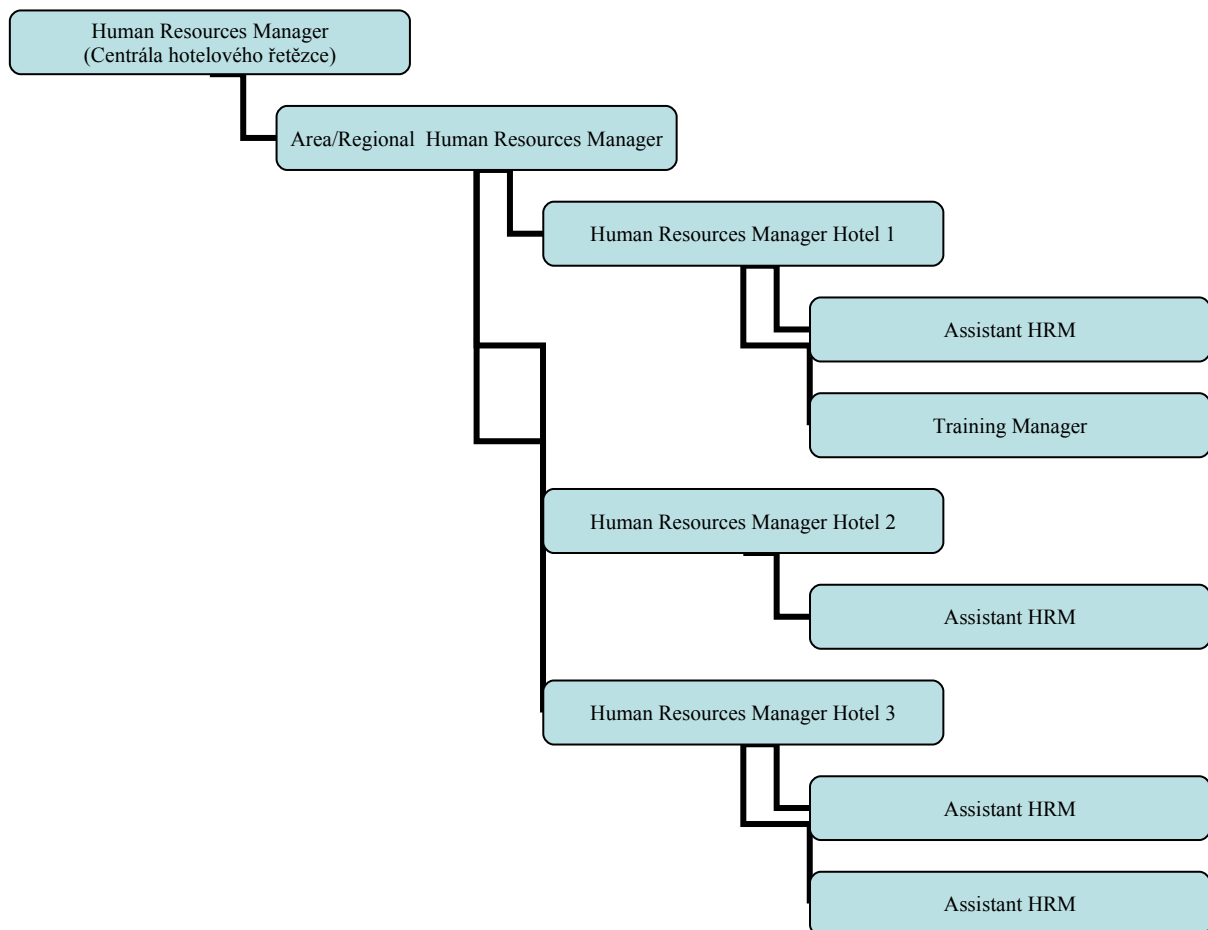 Human Resources Manager
(Centrála hotelového řetězce)
Area/Regional  Human Resources Manager
Human Resources Manager Hotel 1
Assistant HRM
Training Manager
Human Resources Manager Hotel 2
Assistant HRM
Human Resources Manager Hotel 3
Assistant HRM
Assistant HRM